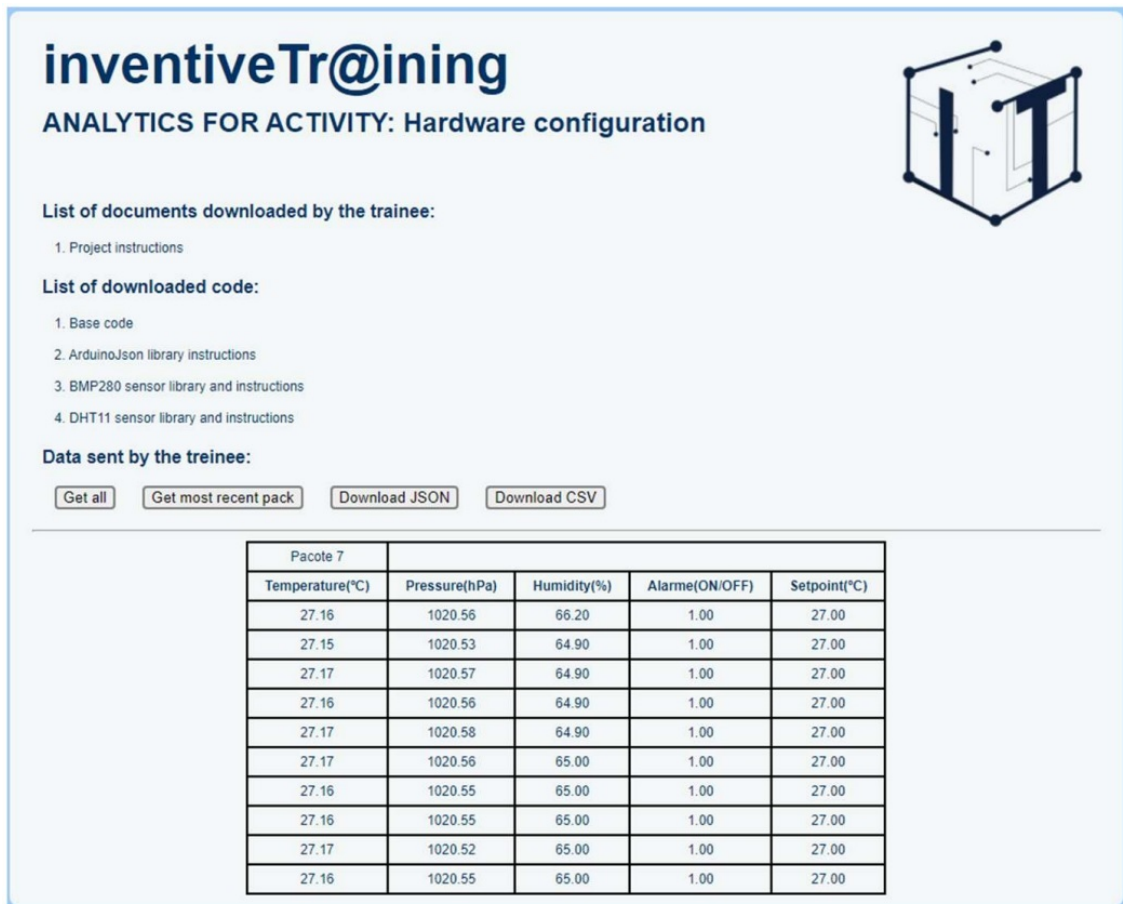 inventiveTr@ining
IT
ANALYTICS FOR ACTIVITY: Hardware configuration
List of documents downloaded by the trainee:
1. Project instructions
List of downloaded code:
1. Base code
2. ArduinoJson library instructions
3. BMP280 sensor library and instructions
4. DHT11 sensor library and instructions
Data sent by the treinee:
Get all Get most recent pack Download JSON Download CSV
Pacote 7
Temperature(ºC) Pressure(hPa) Humidity(%) Alarme(ON/OFF) Setpoint(ºC)
27.16 1020.56 66.20 1.00 27.00
27.15 1020.53 64.90 1.00 27.00
27.17 1020.57 64.90 1.00 27.00
27.16 1020.56 64.90 1.00 27.00
27.17 1020.58 64.90 1.00 27.00
27.17 1020.56 65.00 1.00 27.00
27.16 1020.55 65.00 1.00 27.00
27.16 1020.55 65.00 1.00 27.00
27.17 1020.52 65.00 1.00 27.00
27.16 1020.55 65.00 1.00 27.00